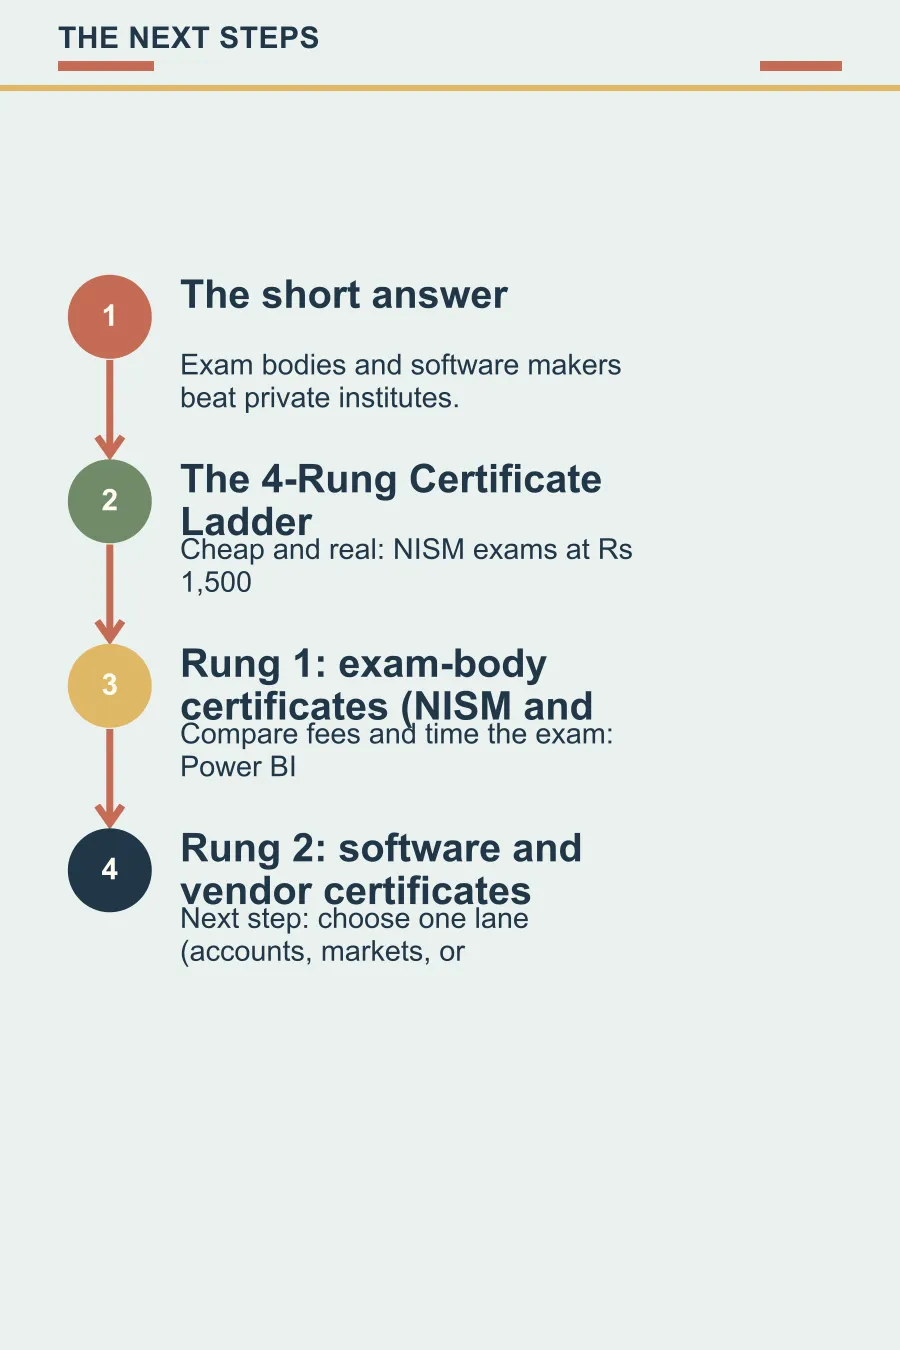 THE NEXT STEPS
1
The short answer
Exam bodies and software makers
beat private institutes.
2
The 4-Rung Certificate
Ladder
Cheap and real: NISM exams at Rs
1,500
3
Rung 1: exam-body
certificates (NISM and
Compare fees and time the exam:
Power BI
4
Rung 2: software and
vendor certificates
Next step: choose one lane
(accounts, markets, or